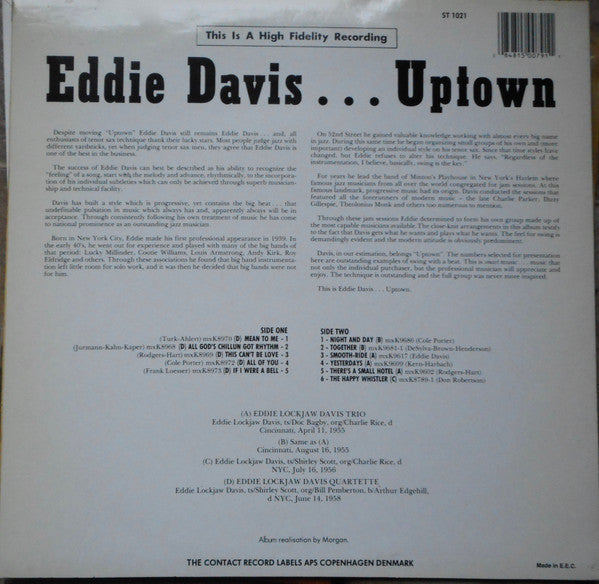 ST 1021
This Is A High Fidelity Recording
Eddie Davis . . . Uptown
Despite moving "Uptown" Eddie Davis still remains Eddie Davis . . . and, all
enthusiasts of tenor sax technique thank their lucky stars. Most people judge jazz with
different yardsticks, yet when judging tenor sax men, they agree that Eddie Davis is
one of the best in the business.
The success of Eddie Davis can best be described as his ability to recognize the
"feeling" of a song, start with the melody and advance, rhythmically, to the incorpora-
tion of his individual subtleties which can only be achieved through superb musician-
ship and technical facility.
Davis has built a style which is progressive, yet contains the big beat . . . that
undefinable pulsation in music which always has and, apparently always will be in
acceptance. Through consistently following his own treatment of music he has come
to national prominence as an outstanding jazz musician.
Born in New York City, Eddie made his first professional appearance in 1939. In
the early 40's, he went out for experience and played with many of the big bands of
that period: Lucky Millinder, Cootie Williams, Louis Armstrong, Andy Kirk, Roy
Eldridge and others. Through these associations he found that big band instrumenta-
tion left little room for solo work, and it was then he decided that big bands were not
for him.
On 52nd Street he gained valuable knowledge working with almost every big name
in jazz. During this same time he began organizing small groups of his own and (more
important) developing an individual sax style. Since that time styles have
changed, but Eddie refuses to alter his technique. He says, "Regardless of the
instrumentation, I believe, basically, swing is the key."
For years he lead the band of Minton's Playhouse in New York's Harlem where
famous jazz musicians from all over the world congregated for jam sessions. At this
famous landmark, progressive music had its origin. Davis conducted the sessions that
featured all the forerunners of modern music – the late Charlie Parker, Dizzy
Gillespie, Thelonius Monk and others too numerous to mention.
Through these jam sessions Eddie determined to form his own group made up of
the most capable musicians available. The close-knit arrangements in this album testify
to the fact that Davis gets what he wants and plays what he wants. The feel for swing is
demandingly evident and the modern attitude is obviously predominant.
Davis, in our estimation, belongs "Uptown". The numbers selected for presentation
here are outstanding examples of swing with a beat. This is smart music . . . music that
not only the individual purchaser, but the professional musician will appreciate and
enjoy. The technique is outstanding and the full group was never more inspired.
This is Eddie Davis . . . Uptown.
SIDE ONE
(Turk-Ahlert) mxK8970 (D) MEAN TO ME - 1
(Jurmann-Kahn-Kaper) mxK8968 (D) ALL GOD'S CHILLUN GOT RHYTHM - 2
(Rodgers-Hart) mxK8969 (D) THIS CAN'T BE LOVE - 3
(Cole Porter) mxK8972 (D) ALL OF YOU - 4
(Frank Loesser) mxK8973 (D) IF I WERE A BELL - 5
SIDE TWO
1 - NIGHT AND DAY (B) mxK9686 (Cole Porter)
2 - TOGETHER (B) mxK9681-1 (DeSylva-Brown-Henderson)
3 - SMOOTH-RIDE (A) mxK9617 (Eddie Davis)
4 - YESTERDAYS (A) mxK9699 (Kern-Harbach)
5 - THERE'S A SMALL HOTEL (A) mxK9602 (Rodgers-Hart)
6 - THE HAPPY WHISTLER (C) mxK8789-1 (Don Robertson)
(A) EDDIE LOCKJAW DAVIS TRIO
Eddie Lockjaw Davis, ts/Doc Bagby, org/Charlie Rice, d
Cincinnati, April 11, 1955
(B) Same as (A)
Cincinnati, August 16, 1955
(C) Eddie Lockjaw Davis, ts/Shirley Scott, org/Charlie Rice, d
NYC, July 16, 1956
(D) EDDIE LOCKJAW DAVIS QUARTETTE
Eddie Lockjaw Davis, ts/Shirley Scott, org/Bill Pemberton, b/Arthur Edgehill,
d NYC, June 14, 1958
Album realisation by Morgan.
THE CONTACT RECORD LABELS APS COPENHAGEN DENMARK
Made in E.E.C.